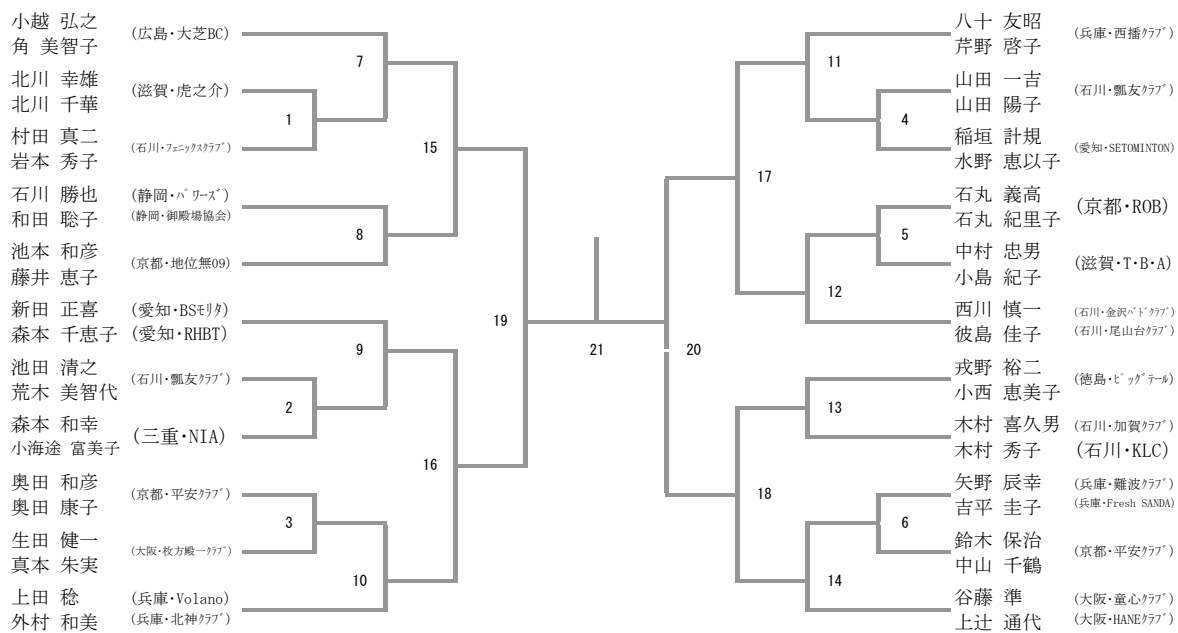 小越 弘之
角 美智子
(広島・大芝BC)
北川 幸雄
北川 千華
(滋賀・虎之介)
村田 真二
岩本 秀子
(石川・フェニックスクラブ)
石川 勝也 (静岡・パワーズ)
和田 聡子 (静岡・御殿場協会)
池本 和彦
藤井 恵子
(京都・地位無09)
新田 正喜 (愛知・BSモリタ)
森本 千恵子 (愛知・RHBT)
池田 清之
荒木 美智代
(石川・瓢友クラブ)
森本 和幸
小海途 富美子
(三重・NIA)
奥田 和彦
奥田 康子
(京都・平安クラブ)
生田 健一
真本 朱実
(大阪・枚方殿一クラブ)
上田 稔 (兵庫・Volano)
外村 和美 (兵庫・北神クラブ)
7
1
15
8
19
9
2
16
3
10
21
20
11
4
17
5
12
13
18
6
14
八十 友昭
芹野 啓子
(兵庫・西播クラブ)
山田 一吉
山田 陽子
(石川・瓢友クラブ)
稲垣 計規
水野 恵以子
(愛知・SETOMINTON)
石丸 義高
石丸 紀里子
(京都・ROB)
中村 忠男
小島 紀子
(滋賀・T・B・A)
西川 慎一 (石川・金沢バドクラブ)
彼島 佳子 (石川・尾山台クラブ)
戎野 裕二
小西 恵美子
(徳島・ビッグテール)
木村 喜久男 (石川・加賀クラブ)
木村 秀子 (石川・KLC)
矢野 辰幸 (兵庫・難波クラブ)
吉平 圭子 (兵庫・Fresh SANDA)
鈴木 保治
中山 千鶴
(京都・平安クラブ)
谷藤 準 (大阪・童心クラブ)
上辻 通代 (大阪・HANEクラブ)